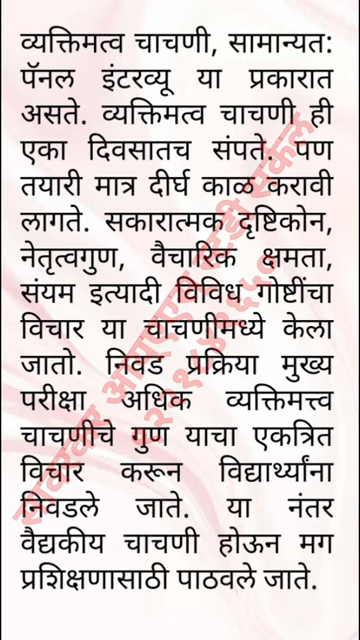 व्यक्तिमत्व चाचणी, सामान्यतः
पॅनल इंटरव्यू या प्रकारात
असते. व्यक्तिमत्व चाचणी ही
एका दिवसातच संपते. पण
तयारी मात्र दीर्घ काळ करावी
लागते. सकारात्मक दृष्टिकोन,
नेतृत्वगुण, वैचारिक क्षमता,
संयम इत्यादी विविध गोष्टींचा
विचार या चाचणीमध्ये केला
जातो. निवड प्रक्रिया मुख्य
परीक्षा अधिक व्यक्तिमत्त्व
चाचणीचे गुण याचा एकत्रित
विचार करून विद्यार्थ्यांना
निवडले जाते. या नंतर
वैद्यकीय चाचणी होऊन मग
प्रशिक्षणासाठी पाठवले जाते.